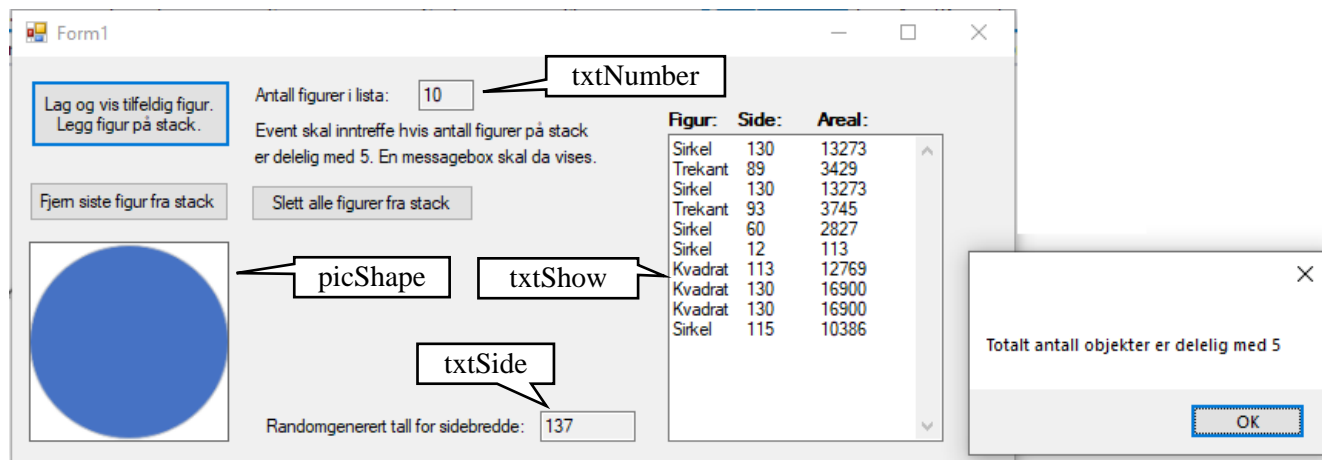 Form1
Lag og vis tilfeldig figur.
Legg figur på stack.
Antall figurer i lista: 10
txtNumber
Event skal inntreffe hvis antall figurer på stack
er delelig med 5. En messagebox skal da vises.
Fjern siste figur fra stack
Slett alle figurer fra stack
Figur: Side: Areal:
Sirkel 130 13273
Trekant 89 3429
Sirkel 130 13273
Trekant 93 3745
Sirkel 60 2827
Sirkel 12 113
Kvadrat 113 12769
Kvadrat 130 16900
Kvadrat 130 16900
Sirkel 115 10386
picShape
txtShow
txtSide
Randomgenerert tall for sidebredde: 137
Totalt antall objekter er delelig med 5
OK